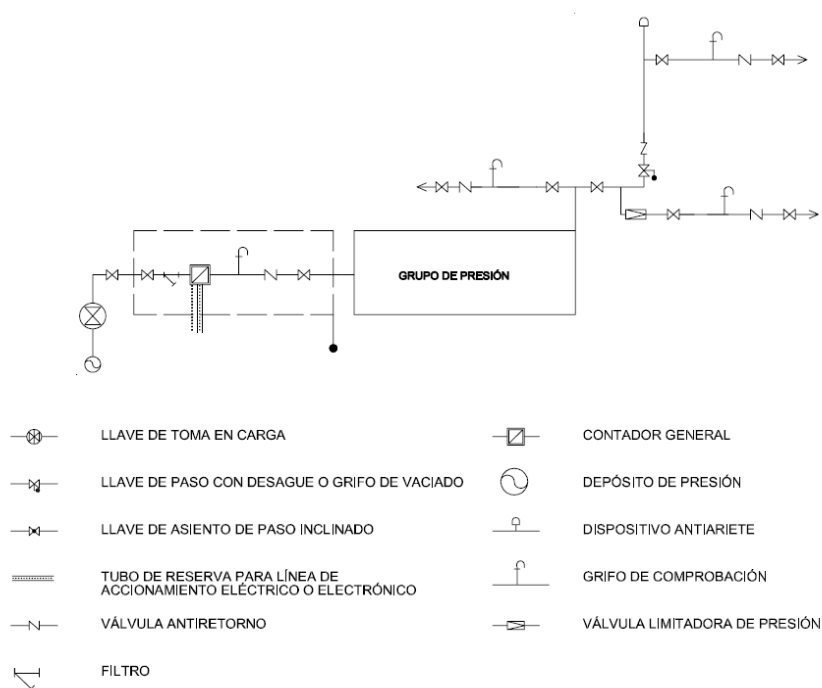 GRUPO DE PRESIÓN
LLAVE DE TOMA EN CARGA
LLAVE DE PASO CON DESAGUE O GRIFO DE VACIADO
LLAVE DE ASIENTO DE PASO INCLINADO
TUBO DE RESERVA PARA LÍNEA DE
ACCIONAMIENTO ELÉCTRICO O ELECTRÓNICO
VÁLVULA ANTIRETORNO
FILTRO
CONTADOR GENERAL
DEPÓSITO DE PRESIÓN
DISPOSITIVO ANTIARIETE
GRIFO DE COMPROBACIÓN
VÁLVULA LIMITADORA DE PRESIÓN